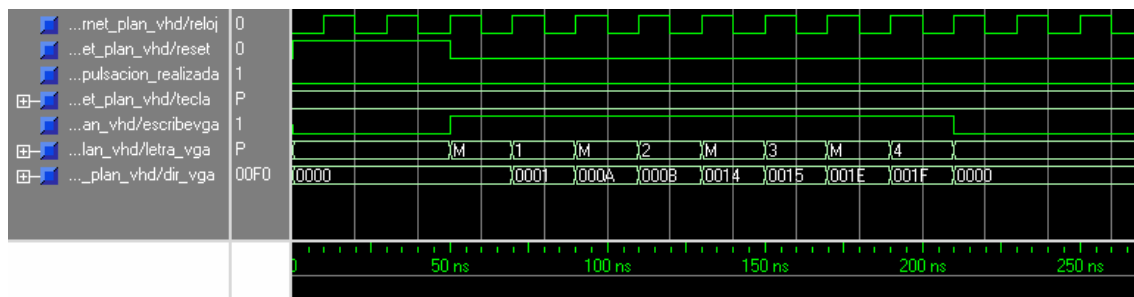 ...rnet_plan_vhd/reloj 0
...et_plan_vhd/reset 0
...pulsacion_realizada 1
...et_plan_vhd/tecla P
...an_vhd/escribevga 1
...lan_vhd/letra_vga P M 1 M 2 M 3 M 4
..._plan_vhd/dir_vga 00F0 0000 0001 000A 000B 0014 0015 001E 001F 0000
0 50 ns 100 ns 150 ns 200 ns 250 ns